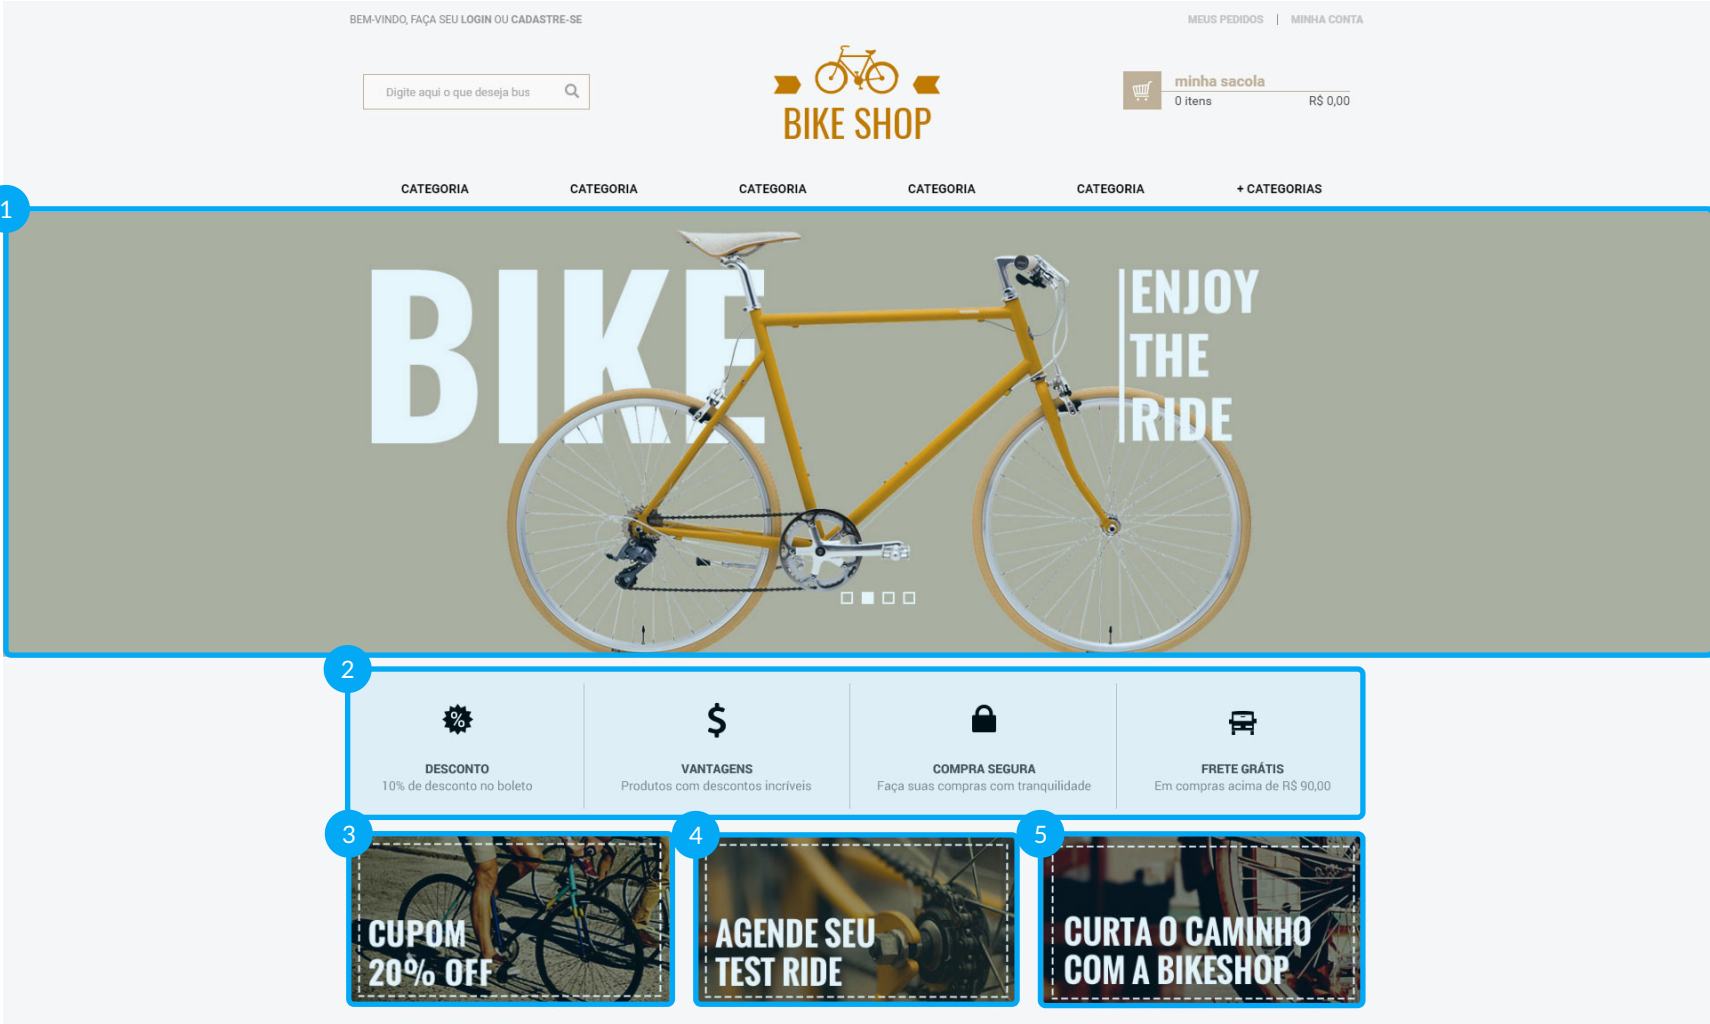 BEM-VINDO, FAÇA SEU LOGIN OU CADASTRE-SE
MEUS PEDIDOS | MINHA CONTA
Digite aqui o que deseja bus
BIKE SHOP
minha sacola
0 itens R$ 0,00
CATEGORIA CATEGORIA CATEGORIA CATEGORIA CATEGORIA + CATEGORIAS
1
BIKE
ENJOY
THE
RIDE
2
%
$
DESCONTO
10% de desconto no boleto
VANTAGENS
Produtos com descontos incríveis
COMPRA SEGURA
Faça suas compras com tranquilidade
FRETE GRÁTIS
Em compras acima de R$ 90,00
3
CUPOM
20% OFF
4
AGENDE SEU
TEST RIDE
5
CURTA O CAMINHO
COM A BIKESHOP